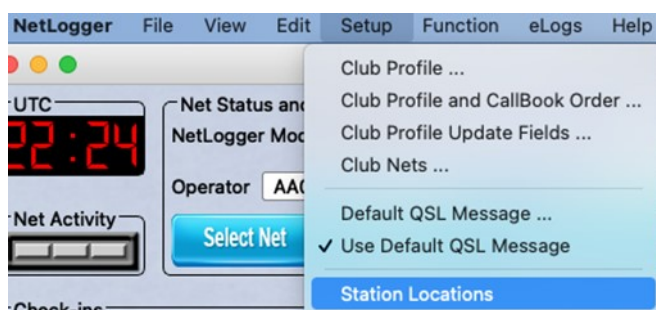 NetLogger File View Edit Setup Function eLogs Help
Club Profile ...
Club Profile and CallBook Order ...
Club Profile Update Fields ...
Club Nets ...
Default QSL Message ...
✓ Use Default QSL Message
Station Locations
UTC
22:24
Net Status and
NetLogger Mod
Operator AA
Net Activity
Select Net
Check-ins